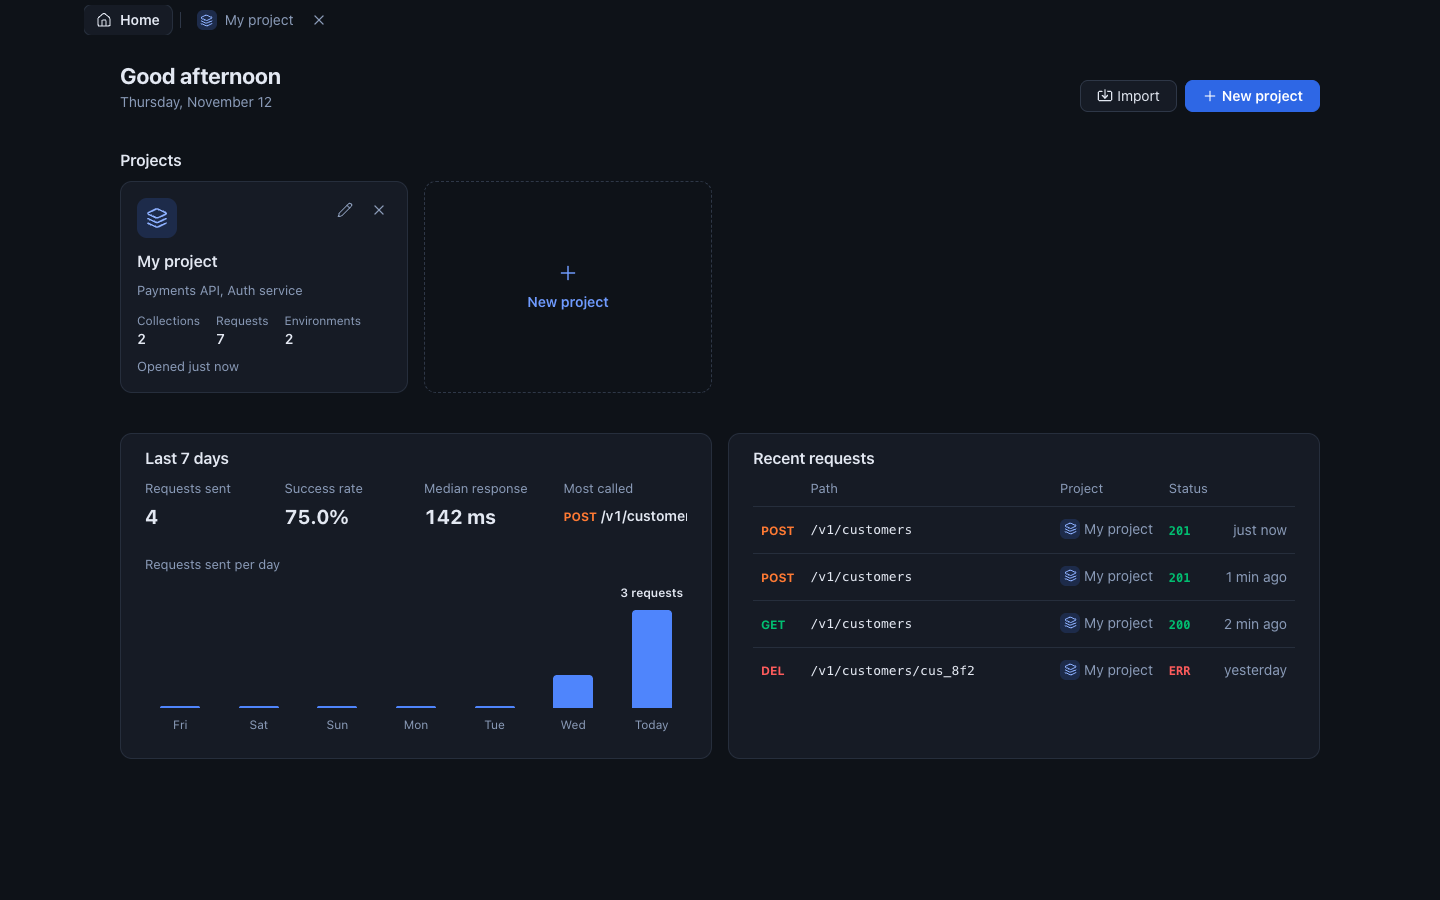 Home
My project
Good afternoon
Thursday, November 12
Import
New project
Projects
My project
Payments API, Auth service
Collections Requests Environments
2 7 2
Opened just now
New project
Last 7 days
Requests sent Success rate Median response Most called
4 75.0% 142 ms POST /v1/customer
Requests sent per day
3 requests
Fri Sat Sun Mon Tue Wed Today
Recent requests
Path Project Status
POST /v1/customers My project 201 just now
POST /v1/customers My project 201 1 min ago
GET /v1/customers My project 200 2 min ago
DEL /v1/customers/cus_8f2 My project ERR yesterday